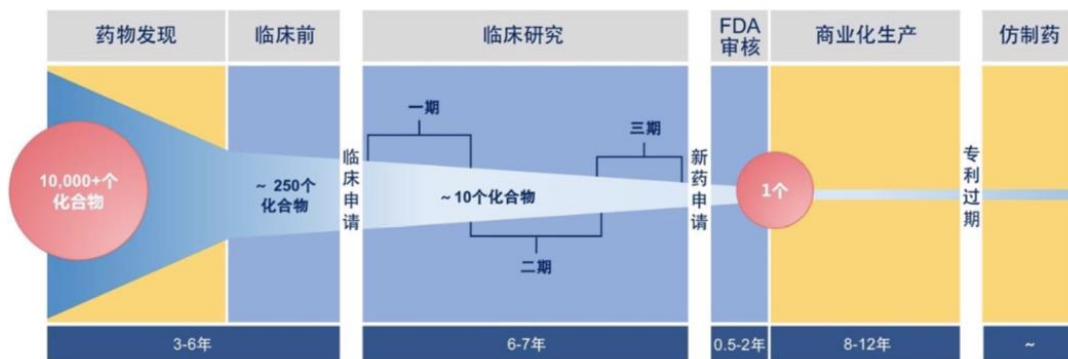 药物发现
临床前
临床研究
FDA
审核
商业化生产
仿制药
一期
三期
10,000+个
化合物
~ 250个
化合物
临床申请
~ 10个化合物
新药申请
1个
专利过期
二期
3-6年
6-7年
0.5-2年
8-12年
~